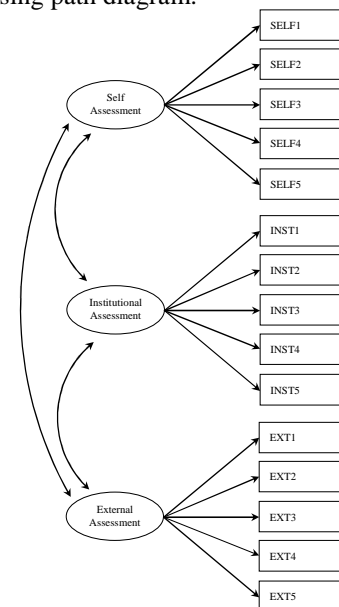 sing path diagram.
SELF1
SELF2
Self
Assessment
SELF3
SELF4
SELF5
INST1
INST2
Institutional
Assessment
INST3
INST4
INST5
EXT1
EXT2
External
Assessment
EXT3
EXT4
EXT5